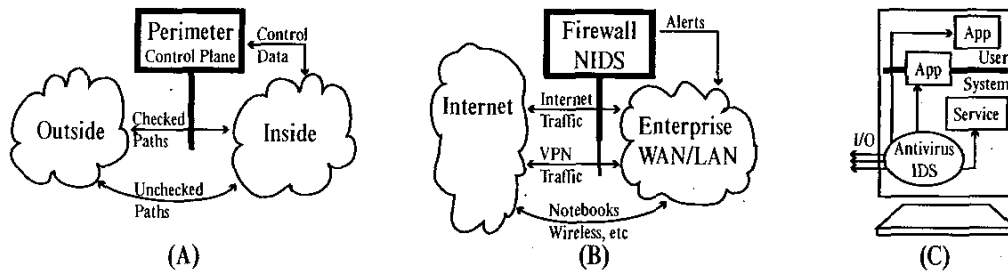 Perimeter
Control Plane
Control
Data
Outside
Checked
Paths
Inside
Unchecked
Paths
(A)
Firewall
NIDS
Alerts
Internet
Internet
Traffic
Enterprise
WAN/LAN
VPN
Traffic
Notebooks
Wireless, etc
(B)
App
User
App
System
Service
I/O
Antivirus
IDS
(C)